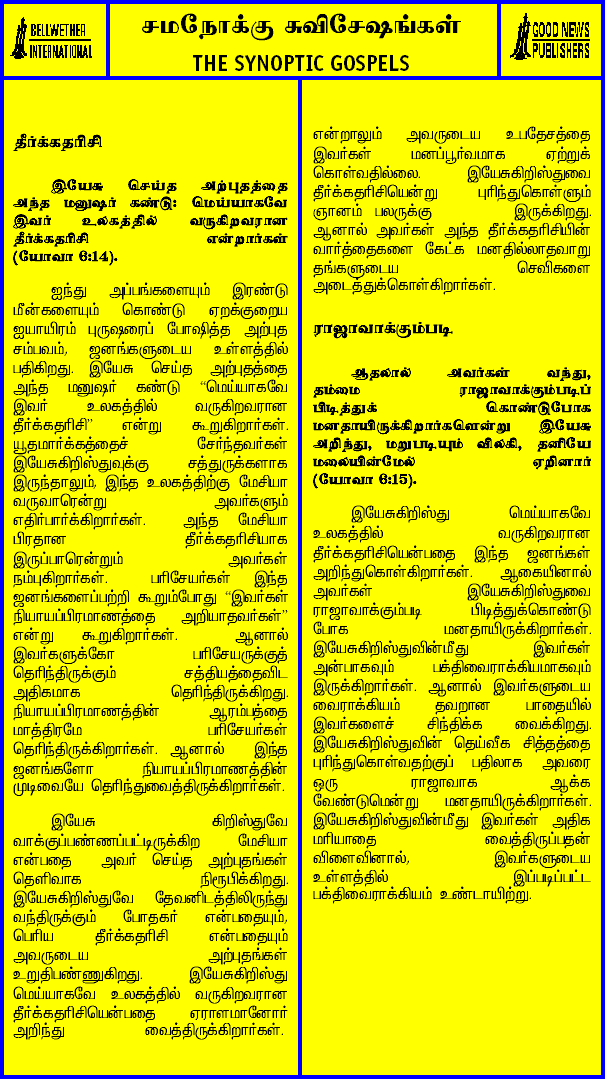 BELLWETHER
INTERNATIONAL
சமநோக்கு சுவிசேஷங்கள்
THE SYNOPTIC GOSPELS
GOOD NEWS
PUBLISHERS
தீர்க்கதரிசி
இயேசு செய்த அற்புதத்தை
அந்த மனுஷர் கண்டு: மெய்யாகவே
இவர் உலகத்தில் வருகிறவரான
தீர்க்கதரிசி என்றார்கள்
(யோவா 6:14).
ஐந்து அப்பங்களையும் இரண்டு
மீன்களையும் கொண்டு ஏறக்குறைய
ஐயாயிரம் புருஷரைப் போஷித்த அற்புத
சம்பவம், ஜனங்களுடைய உள்ளத்தில்
பதிகிறது. இயேசு செய்த அற்புதத்தை
அந்த மனுஷர் கண்டு “மெய்யாகவே
இவர் உலகத்தில் வருகிறவரான
தீர்க்கதரிசி” என்று கூறுகிறார்கள்.
யூதமார்க்கத்தைச் சேர்ந்தவர்கள்
இயேசுகிறிஸ்துவுக்கு சத்துருக்களாக
இருந்தாலும், இந்த உலகத்திற்கு மேசியா
வருவாரென்று அவர்களும்
எதிர்பார்க்கிறார்கள். அந்த மேசியா
பிரதான தீர்க்கதரிசியாக
இருப்பாரென்றும் அவர்கள்
நம்புகிறார்கள். பரிசேயர்கள் இந்த
ஜனங்களைப்பற்றி கூறும்போது “இவர்கள்
நியாயப்பிரமாணத்தை அறியாதவர்கள்”
என்று கூறுகிறார்கள். ஆனால்
இவர்களுக்கோ பரிசேயருக்குத்
தெரிந்திருக்கும் சத்தியத்தைவிட
அதிகமாக தெரிந்திருக்கிறது.
நியாயப்பிரமாணத்தின் ஆரம்பத்தை
மாத்திரமே பரிசேயர்கள்
தெரிந்திருக்கிறார்கள். ஆனால் இந்த
ஜனங்களோ நியாயப்பிரமாணத்தின்
முடிவையே தெரிந்துவைத்திருக்கிறார்கள்.
இயேசு கிறிஸ்துவே
வாக்குப்பண்ணப்பட்டிருக்கிற மேசியா
என்பதை அவர் செய்த அற்புதங்கள்
தெளிவாக நிரூபிக்கிறது.
இயேசுகிறிஸ்துவே தேவனிடத்திலிருந்து
வந்திருக்கும் போதகர் என்பதையும்,
பெரிய தீர்க்கதரிசி என்பதையும்
அவருடைய அற்புதங்கள்
உறுதிபண்ணுகிறது. இயேசுகிறிஸ்து
மெய்யாகவே உலகத்தில் வருகிறவரான
தீர்க்கதரிசியென்பதை ஏராளமானோர்
அறிந்து வைத்திருக்கிறார்கள்.
என்றாலும் அவருடைய உபதேசத்தை
இவர்கள் மனப்பூர்வமாக ஏற்றுக்
கொள்வதில்லை. இயேசுகிறிஸ்துவை
தீர்க்கதரிசியென்று புரிந்துகொள்ளும்
ஞானம் பலருக்கு இருக்கிறது.
ஆனால் அவர்கள் அந்த தீர்க்கதரிசியின்
வார்த்தைகளை கேட்க மனதில்லாதவாறு
தங்களுடைய செவிகளை
அடைத்துக்கொள்கிறார்கள்.
ராஜாவாக்கும்படி.
ஆதலால் அவர்கள் வந்து,
தம்மை ராஜாவாக்கும்படிப்
பிடித்துக் கொண்டுபோக
மனதாயிருக்கிறார்களென்று இயேசு
அறிந்து, மறுபடியும் விலகி, தனியே
மலையின்மேல் ஏறினார்
(யோவா 6:15).
இயேசுகிறிஸ்து மெய்யாகவே
உலகத்தில் வருகிறவரான
தீர்க்கதரிசியென்பதை இந்த ஜனங்கள்
அறிந்துகொள்கிறார்கள். ஆகையினால்
அவர்கள் இயேசுகிறிஸ்துவை
ராஜாவாக்கும்படி பிடித்துக்கொண்டு
போக மனதாயிருக்கிறார்கள்.
இயேசுகிறிஸ்துவின்மீது இவர்கள்
அன்பாகவும் பக்திவைராக்கியமாகவும்
இருக்கிறார்கள். ஆனால் இவர்களுடைய
வைராக்கியம் தவறான பாதையில்
இவர்களைச் சிந்திக்க வைக்கிறது.
இயேசுகிறிஸ்துவின் தெய்வீக சித்தத்தை
புரிந்துகொள்வதற்குப் பதிலாக அவரை
ஒரு ராஜாவாக ஆக்க
வேண்டுமென்று மனதாயிருக்கிறார்கள்.
இயேசுகிறிஸ்துவின்மீது இவர்கள் அதிக
மரியாதை வைத்திருப்பதன்
விளைவினால், இவர்களுடைய
உள்ளத்தில் இப்படிப்பட்ட
பக்திவைராக்கியம் உண்டாயிற்று.